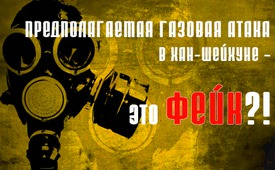 ПРЕДПОЛАГАЕМАЯ ГАЗОВАЯ АТАКА
В ХАН-ШЕЙХУНЕ –
ЭТО ФЕЙК?!